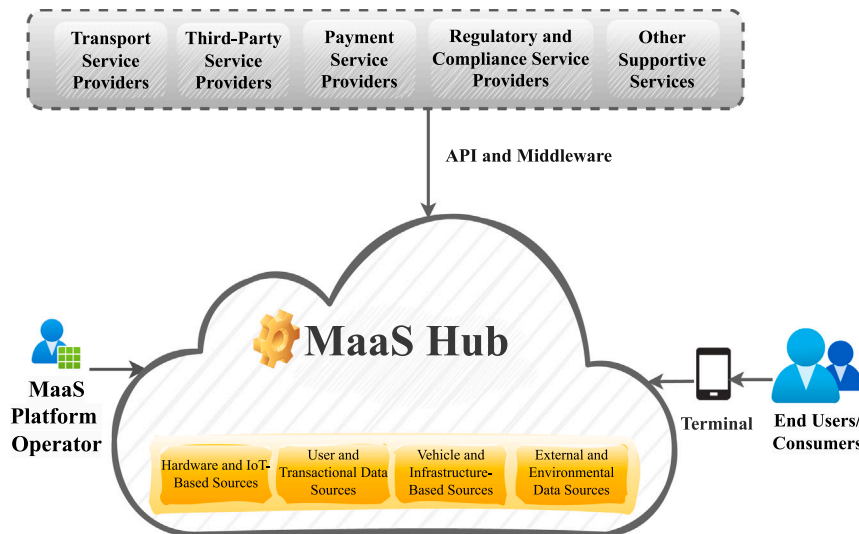 Transport
Service
Providers
Third-Party
Service
Providers
Payment
Service
Providers
Regulatory and
Compliance Service
Providers
Other
Supportive
Services
API and Middleware
MaaS Hub
MaaS
Platform
Operator
Terminal
End Users/
Consumers
Hardware and IoT-
Based Sources
User and
Transactional Data
Sources
Vehicle and
Infrastructure-
Based Sources
External and
Environmental
Data Sources